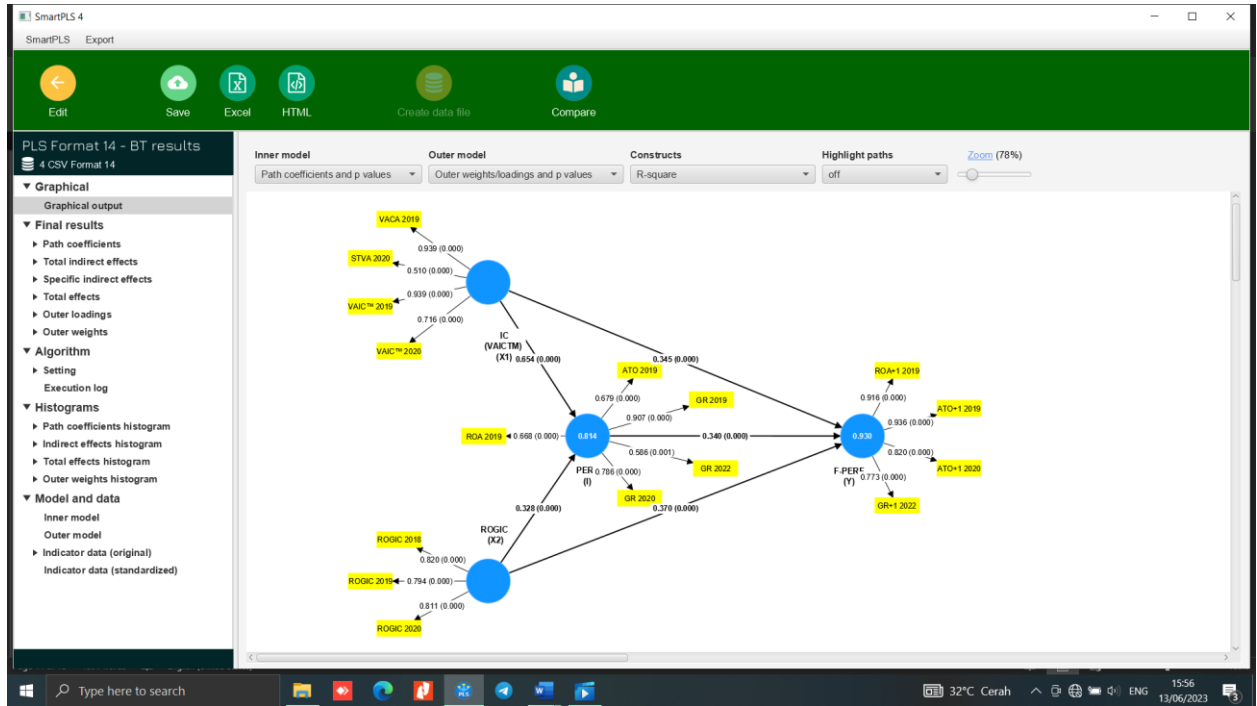 SmartPLS 4
SmartPLS Export
Edit Save Excel HTML Create data file Compare
PLS Format 14 - BT results
4 CSV Format 14
Graphical
Graphical output
Final results
Path coefficients
Total indirect effects
Specific indirect effects
Total effects
Outer loadings
Outer weights
Algorithm
Setting
Execution log
Histograms
Path coefficients histogram
Indirect effects histogram
Total effects histogram
Outer weights histogram
Model and data
Inner model
Outer model
Indicator data (original)
Indicator data (standardized)
Inner model Outer model Constructs Highlight paths Zoom (78%)
Path coefficients and p values Outer weights/loadings and p values R-square off
VACA 2019
0.939 (0.000)
STVA 2020
0.510 (0.000)
0.939 (0.000)
VAIC™ 2019
0.716 (0.000)
VAIC™ 2020
IC
(VAICTM)
(X1)
0.654 (0.000)
0.345 (0.000)
ATO 2019
0.679 (0.000)
GR 2019
0.907 (0.000)
ROA 2019
0.668 (0.000)
0.814
0.340 (0.000)
0.586 (0.001)
GR 2022
PER
(I)
0.786 (0.000)
GR 2020
0.328 (0.000)
0.370 (0.000)
ROA+1 2019
0.916 (0.000)
ATO+1 2019
0.936 (0.000)
0.930
0.820 (0.000)
ATO+1 2020
F-PERF
(Y)
0.773 (0.000)
GR+1 2022
ROGIC
(X2)
ROGIC 2018
0.820 (0.000)
ROGIC 2019
0.794 (0.000)
0.811 (0.000)
ROGIC 2020
Type here to search
PLS
32°C Cerah
ENG
15:56
13/06/2023
3